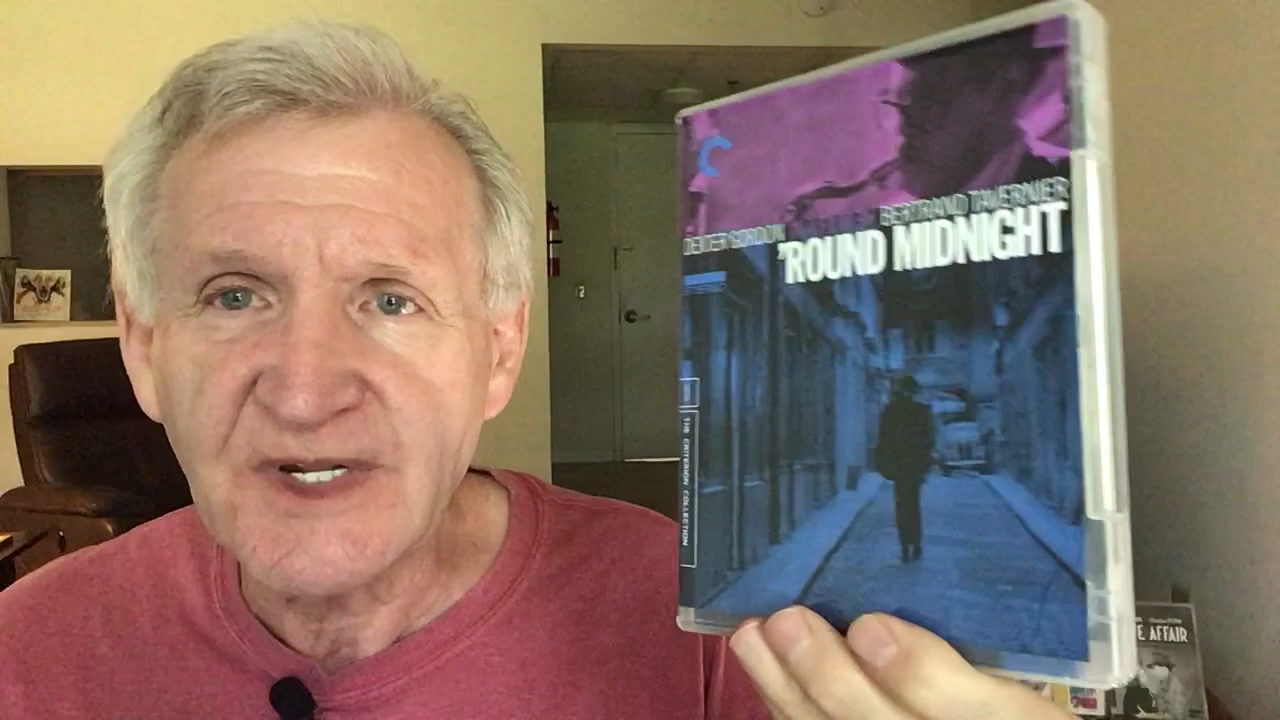 DEXTER GORDON
BERTRAND TAVERNIER
'ROUND MIDNIGHT
THE CRITERION COLLECTION
E AFFAIR